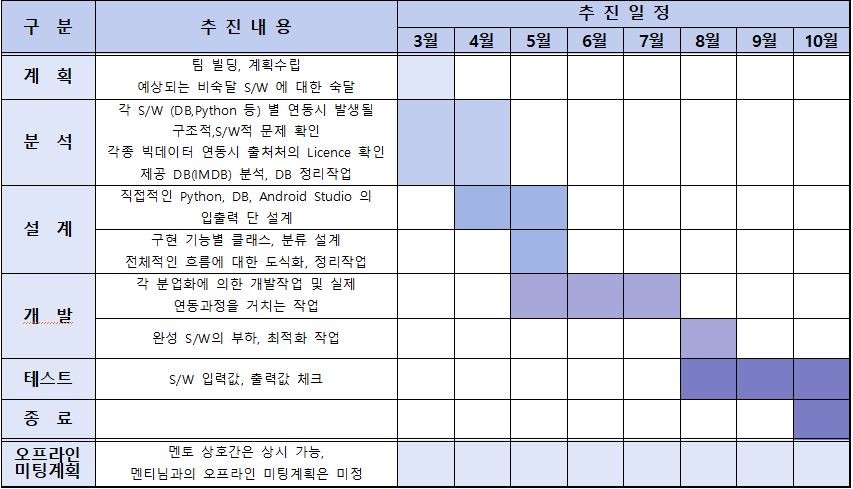 구 분
추 진 내 용
추 진 일 정
3월 4월 5월 6월 7월 8월 9월 10월
계 획
팀 빌딩, 계획수립
예상되는 비숙달 S/W 에 대한 숙달
분 석
각 S/W (DB,Python 등) 별 연동시 발생될
구조적,S/W적 문제 확인
각종 빅데이터 연동시 출처처의 Licence 확인
제공 DB(IMDB) 분석, DB 정리작업
설 계
직접적인 Python, DB, Android Studio 의
입출력 단 설계
구현 기능별 클래스, 분류 설계
전체적인 흐름에 대한 도식화, 정리작업
개 발
각 분업화에 의한 개발작업 및 실제
연동과정을 거치는 작업
완성 S/W의 부하, 최적화 작업
테스트
S/W 입력값, 출력값 체크
종 료
오프라인
미팅계획
멘토 상호간은 상시 가능,
멘티님과의 오프라인 미팅계획은 미정